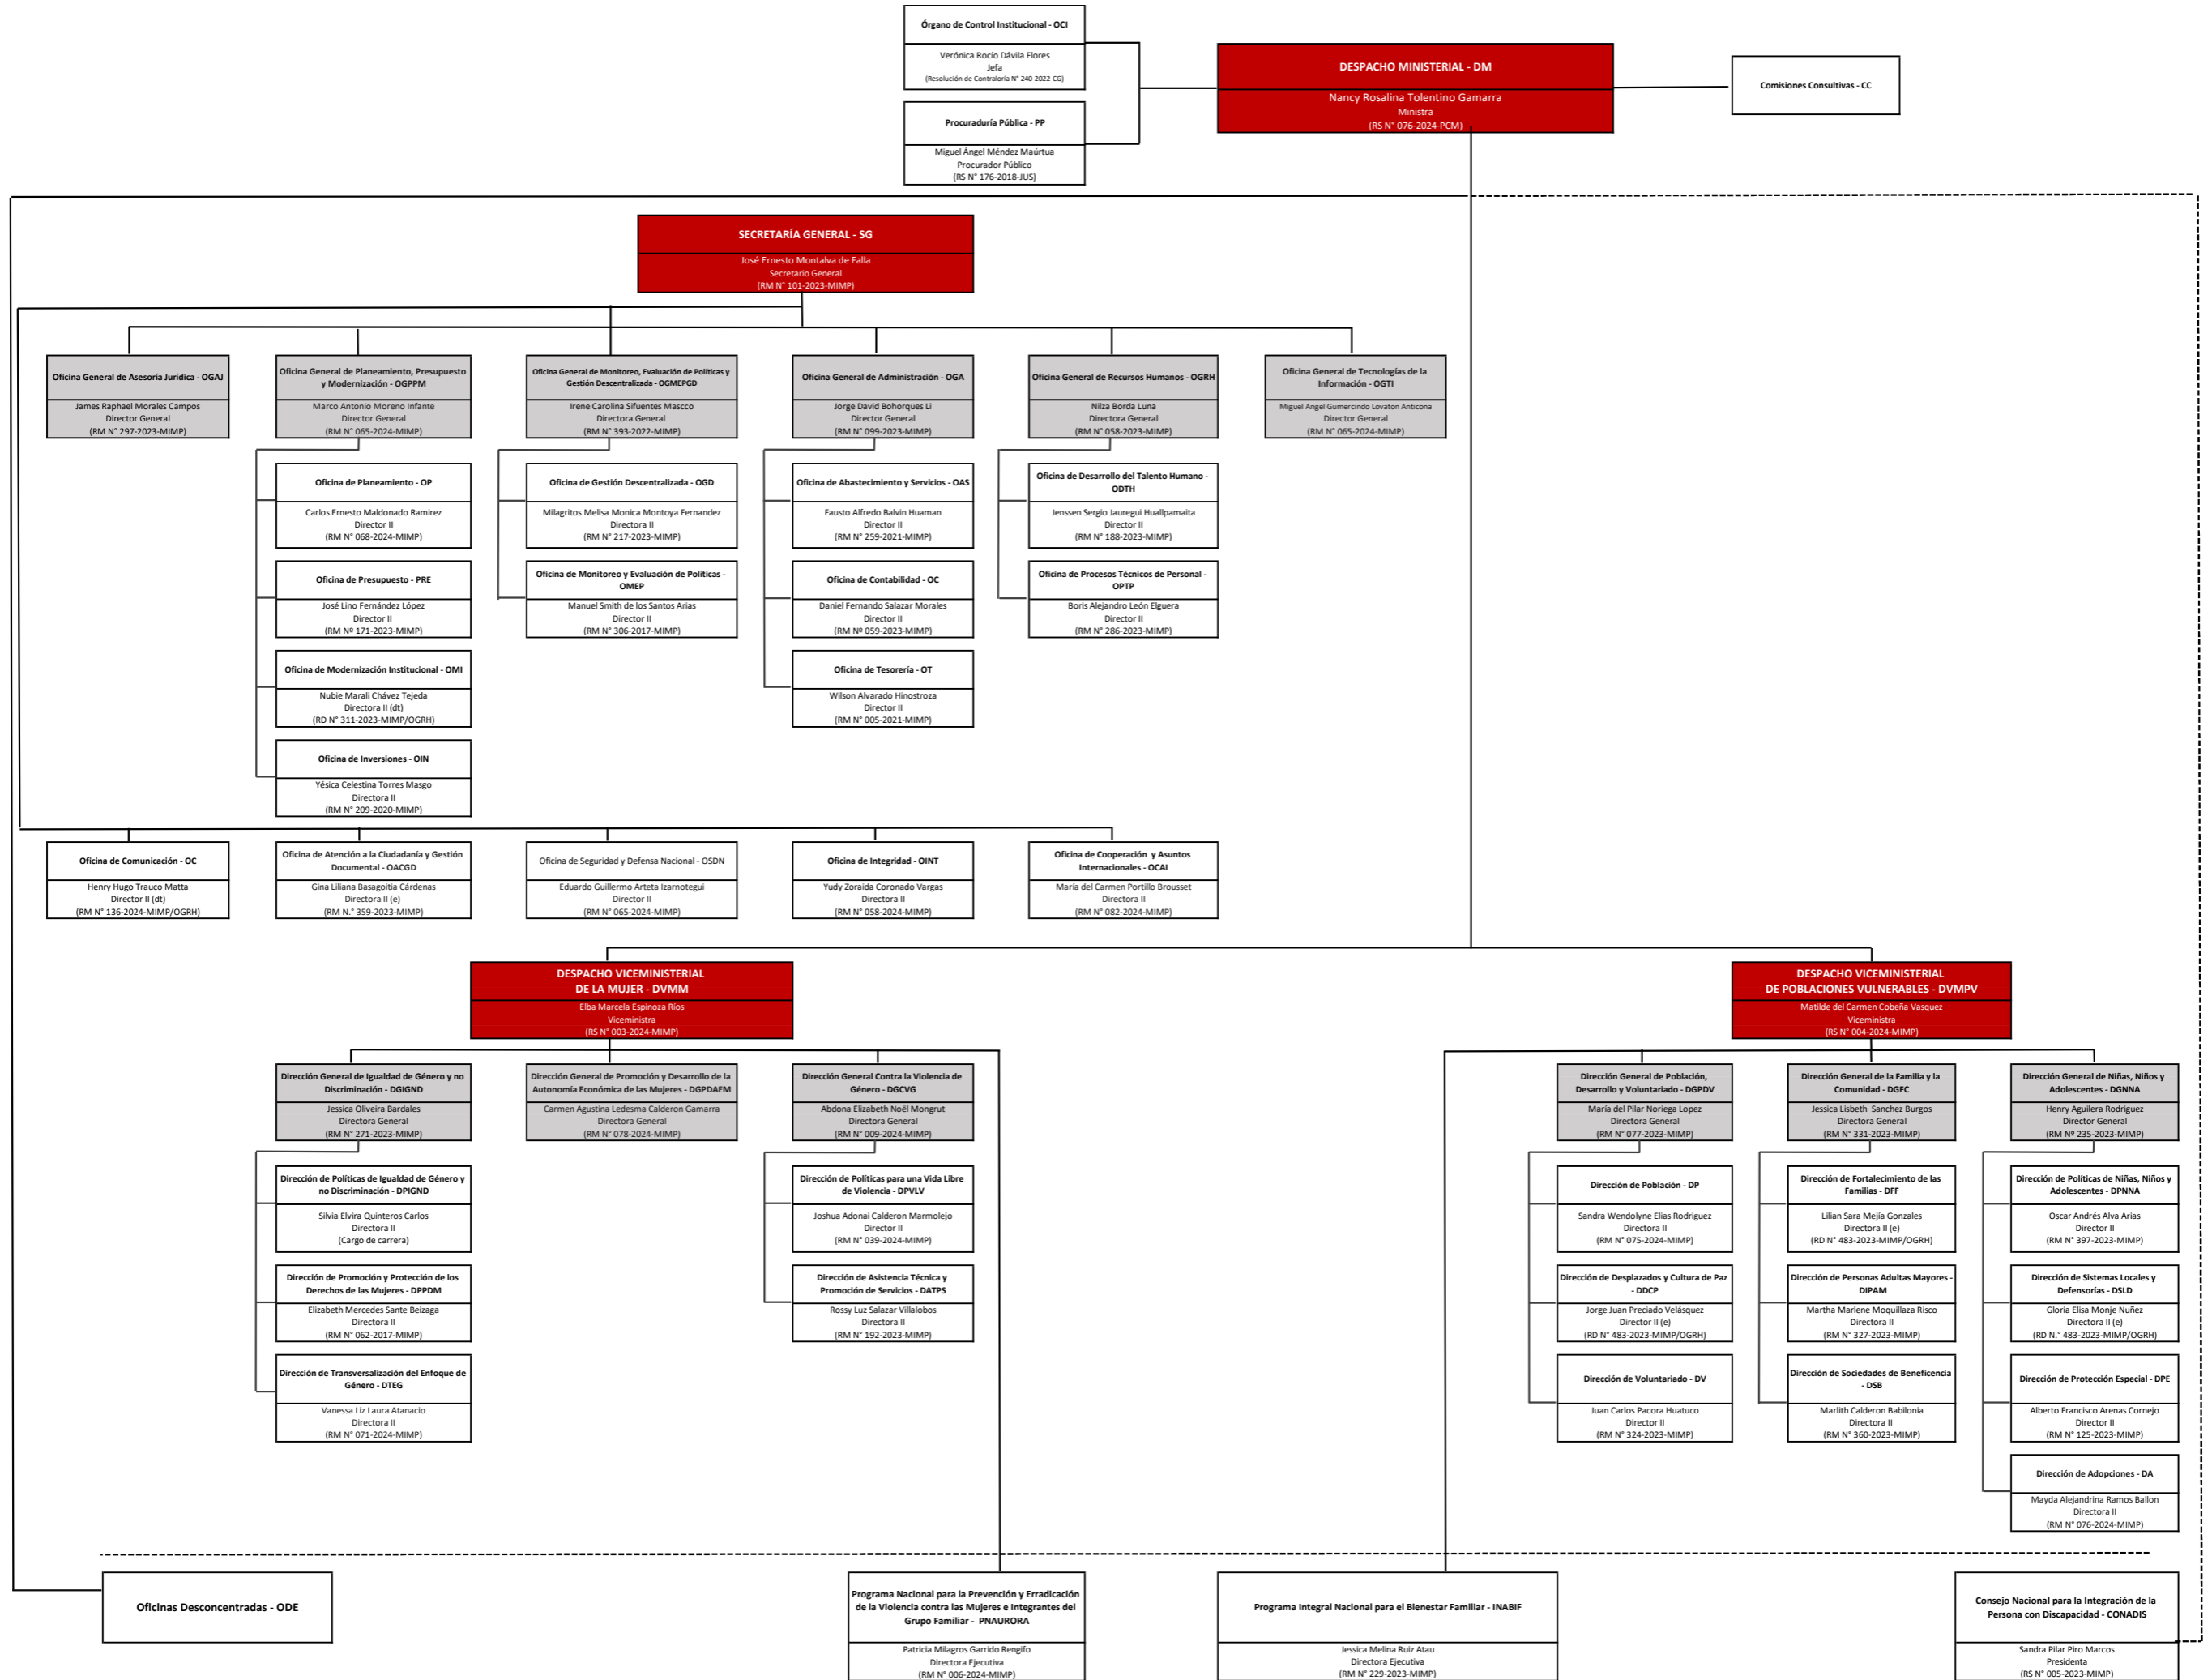 Órgano de Control Institucional - OCI
Verónica Rocío Dávila Flores
Jefa
(Resolución de Contraloría N° 240-2022-CG)
DESPACHO MINISTERIAL - DM
Nancy Rosalina Tolentino Gamarra
Ministra
(RS N° 076-2024-PCM)
Comisiones Consultivas - CC
Procuraduría Pública - PP
Miguel Ángel Méndez Maúrtua
Procurador Público
(RS N° 176-2018-JUS)
SECRETARÍA GENERAL - SG
José Ernesto Montalva de Falla
Secretario General
(RM N° 101-2023-MIMP)
Oficina General de Asesoría Jurídica - OGAJ
James Raphael Morales Campos
Director General
(RM N° 297-2023-MIMP)
Oficina General de Planeamiento, Presupuesto
y Modernización - OGPPM
Marco Antonio Moreno Infante
Director General
(RM N° 065-2024-MIMP)
Oficina General de Monitoreo, Evaluación de Políticas y
Gestión Descentralizada - OGMEPGD
Irene Carolina Sifuentes Mascco
Directora General
(RM N° 393-2022-MIMP)
Oficina General de Administración - OGA
Jorge David Bohorques Li
Director General
(RM N° 099-2023-MIMP)
Oficina General de Recursos Humanos - OGRH
Nilza Borda Luna
Directora General
(RM N° 058-2023-MIMP)
Oficina General de Tecnologías de la
Información - OGTI
Miguel Angel Gumercindo Lovaton Anticona
Director General
(RM N° 065-2024-MIMP)
Oficina de Planeamiento - OP
Carlos Ernesto Maldonado Ramirez
Director II
(RM N° 068-2024-MIMP)
Oficina de Gestión Descentralizada - OGD
Milagritos Melisa Monica Montoya Fernandez
Directora II
(RM N° 217-2023-MIMP)
Oficina de Abastecimiento y Servicios - OAS
Fausto Alfredo Balvin Huaman
Director II
(RM N° 259-2021-MIMP)
Oficina de Desarrollo del Talento Humano -
ODTH
Jenssen Sergio Jauregui Huallpamaita
Director II
(RM N° 188-2023-MIMP)
Oficina de Presupuesto - PRE
José Lino Fernández López
Director II
(RM Nº 171-2023-MIMP)
Oficina de Monitoreo y Evaluación de Políticas -
OMEP
Manuel Smith de los Santos Arias
Director II
(RM N° 306-2017-MIMP)
Oficina de Contabilidad - OC
Daniel Fernando Salazar Morales
Director II
(RM Nº 059-2023-MIMP)
Oficina de Procesos Técnicos de Personal -
OPTP
Boris Alejandro León Elguera
Director II
(RM N° 286-2023-MIMP)
Oficina de Modernización Institucional - OMI
Nubie Marali Chávez Tejeda
Directora II (dt)
(RD N° 311-2023-MIMP/OGRH)
Oficina de Tesorería - OT
Wilson Alvarado Hinostroza
Director II
(RM N° 005-2021-MIMP)
Oficina de Inversiones - OIN
Yésica Celestina Torres Masgo
Directora II
(RM N° 209-2020-MIMP)
Oficina de Comunicación - OC
Henry Hugo Trauco Matta
Director II (dt)
(RM N° 136-2024-MIMP/OGRH)
Oficina de Atención a la Ciudadanía y Gestión
Documental - OACGD
Gina Liliana Basagoitia Cárdenas
Directora II (e)
(RM N.° 359-2023-MIMP)
Oficina de Seguridad y Defensa Nacional - OSDN
Eduardo Guillermo Arteta Izarnotegui
Director II
(RM N° 065-2024-MIMP)
Oficina de Integridad - OINT
Yudy Zoraida Coronado Vargas
Directora II
(RM N° 058-2024-MIMP)
Oficina de Cooperación y Asuntos
Internacionales - OCAI
María del Carmen Portillo Brousset
Directora II
(RM N° 082-2024-MIMP)
DESPACHO VICEMINISTERIAL
DE LA MUJER - DVMM
Elba Marcela Espinoza Ríos
Viceministra
(RS N° 003-2024-MIMP)
DESPACHO VICEMINISTERIAL
DE POBLACIONES VULNERABLES - DVMPV
Matilde del Carmen Cobeña Vasquez
Viceministra
(RS N° 004-2024-MIMP)
Dirección General de Igualdad de Género y no
Discriminación - DGIGND
Jessica Oliveira Bardales
Directora General
(RM N° 271-2023-MIMP)
Dirección General de Promoción y Desarrollo de la
Autonomía Económica de las Mujeres - DGPDAEM
Carmen Agustina Ledesma Calderon Gamarra
Directora General
(RM N° 078-2024-MIMP)
Dirección General Contra la Violencia de
Género - DGCVG
Abdona Elizabeth Noël Mongrut
Directora General
(RM N° 009-2024-MIMP)
Dirección General de Población,
Desarrollo y Voluntariado - DGPDV
María del Pilar Noriega Lopez
Directora General
(RM N° 077-2023-MIMP)
Dirección General de la Familia y la
Comunidad - DGFC
Jessica Lisbeth Sanchez Burgos
Directora General
(RM N° 331-2023-MIMP)
Dirección General de Niñas, Niños y
Adolescentes - DGNNA
Henry Aguilera Rodriguez
Director General
(RM Nº 235-2023-MIMP)
Dirección de Políticas de Igualdad de Género y
no Discriminación - DPIGND
Silvia Elvira Quinteros Carlos
Directora II
(Cargo de carrera)
Dirección de Políticas para una Vida Libre
de Violencia - DPVLV
Joshua Adonai Calderon Marmolejo
Director II
(RM N° 039-2024-MIMP)
Dirección de Población - DP
Sandra Wendolyne Elias Rodriguez
Directora II
(RM N° 075-2024-MIMP)
Dirección de Fortalecimiento de las
Familias - DFF
Lilian Sara Mejía Gonzales
Directora II (e)
(RD N° 483-2023-MIMP/OGRH)
Dirección de Políticas de Niñas, Niños y
Adolescentes - DPNNA
Oscar Andrés Alva Arias
Director II
(RM N° 397-2023-MIMP)
Dirección de Promoción y Protección de los
Derechos de las Mujeres - DPPDM
Elizabeth Mercedes Sante Beizaga
Directora II
(RM N° 062-2017-MIMP)
Dirección de Asistencia Técnica y
Promoción de Servicios - DATPS
Rossy Luz Salazar Villalobos
Directora II
(RM N° 192-2023-MIMP)
Dirección de Desplazados y Cultura de Paz
- DDCP
Jorge Juan Preciado Velásquez
Director II (e)
(RD N° 483-2023-MIMP/OGRH)
Dirección de Personas Adultas Mayores -
DIPAM
Martha Marlene Moquillaza Risco
Directora II
(RM N° 327-2023-MIMP)
Dirección de Sistemas Locales y
Defensorías - DSLD
Gloria Elisa Monje Nuñez
Directora II (e)
(RD N.° 483-2023-MIMP/OGRH)
Dirección de Transversalización del Enfoque de
Género - DTEG
Vanessa Liz Laura Atanacio
Directora II
(RM N° 071-2024-MIMP)
Dirección de Voluntariado - DV
Juan Carlos Pacora Huatuco
Director II
(RM N° 324-2023-MIMP)
Dirección de Sociedades de Beneficencia
- DSB
Marlith Calderon Babilonia
Directora II
(RM N° 360-2023-MIMP)
Dirección de Protección Especial - DPE
Alberto Francisco Arenas Cornejo
Director II
(RM N° 125-2023-MIMP)
Dirección de Adopciones - DA
Mayda Alejandrina Ramos Ballon
Directora II
(RM N° 076-2024-MIMP)
Oficinas Desconcentradas - ODE
Programa Nacional para la Prevención y Erradicación
de la Violencia contra las Mujeres e Integrantes del
Grupo Familiar - PNAURORA
Patricia Milagros Garrido Rengifo
Directora Ejecutiva
(RM N° 006-2024-MIMP)
Programa Integral Nacional para el Bienestar Familiar - INABIF
Jessica Melina Ruiz Atau
Directora Ejecutiva
(RM N° 229-2023-MIMP)
Consejo Nacional para la Integración de la
Persona con Discapacidad - CONADIS
Sandra Pilar Piro Marcos
Presidenta
(RS N° 005-2023-MIMP)